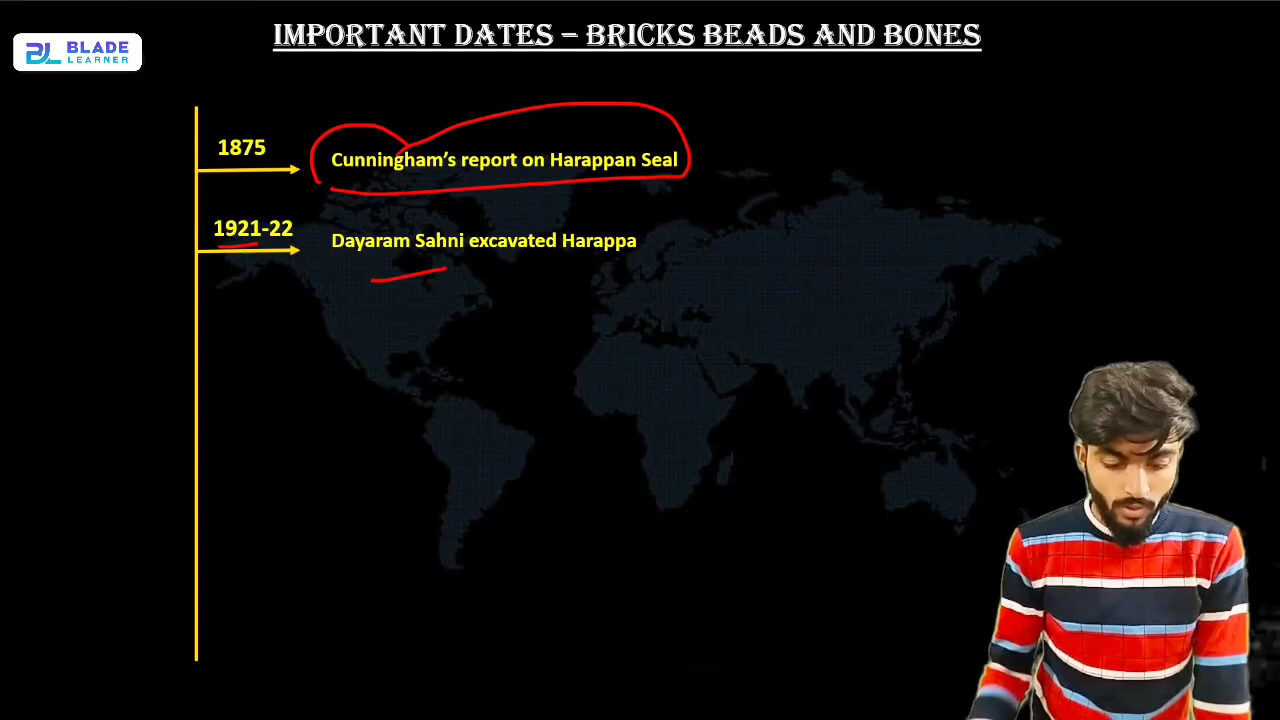 IMPORTANT DATES – BRICKS BEADS AND BONES
BL BLADE
LEARNER
1875
Cunningham's report on Harappan Seal
1921-22
Dayaram Sahni excavated Harappa